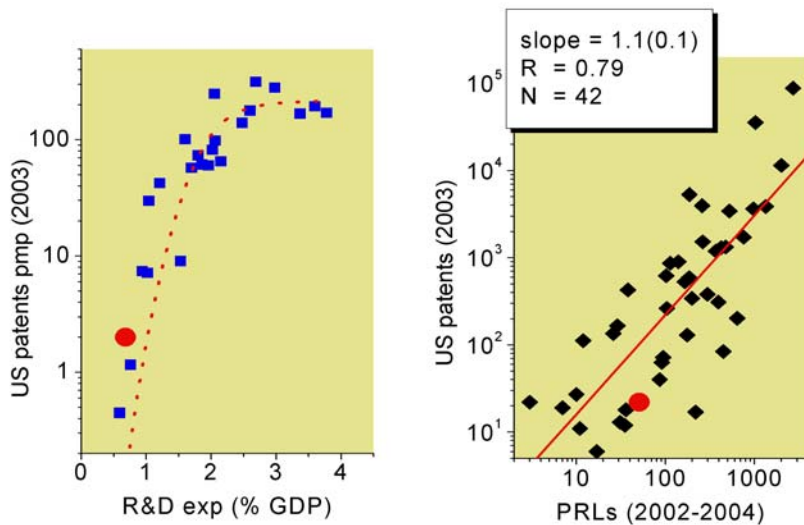 US patents pmp (2003)
100
10
1
0 1 2 3 4
R&D exp (% GDP)
slope = 1.1(0.1)
R = 0.79
N = 42
US patents (2003)
10⁵
10⁴
10³
10²
10¹
10 100 1000
PRLs (2002-2004)